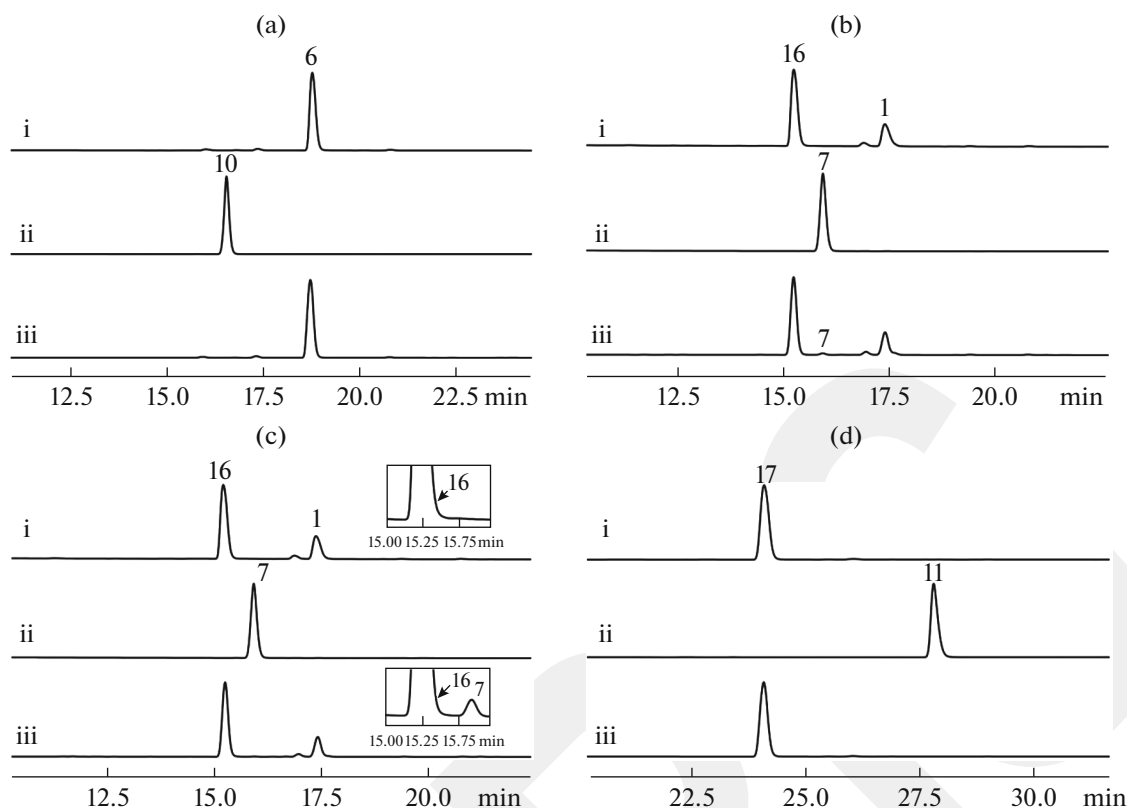 (a)
6
i
10
ii
iii
12.5 15.0 17.5 20.0 22.5 min
(b)
16
1
i
7
ii
7
iii
12.5 15.0 17.5 20.0 min
(c)
16
1
i
16
15.00 15.25 15.75 min
7
ii
16 7
15.00 15.25 15.75 min
iii
12.5 15.0 17.5 20.0 min
(d)
17
i
11
ii
iii
22.5 25.0 27.5 30.0 min